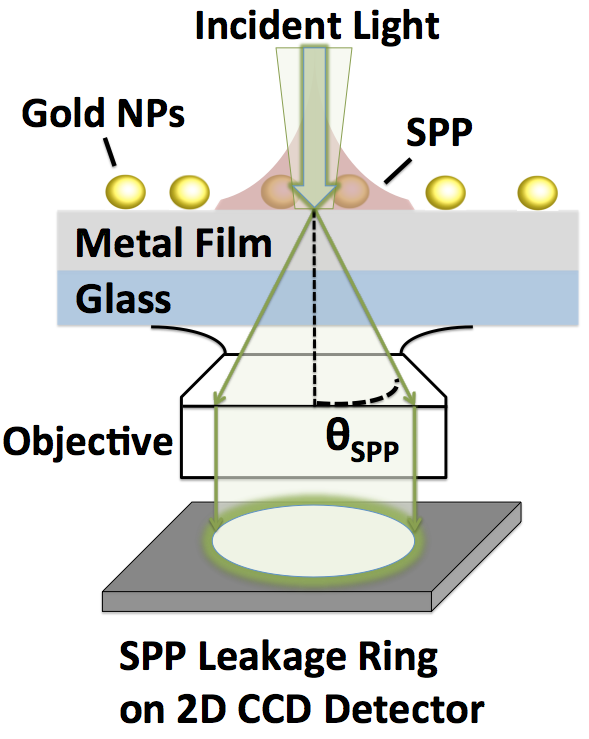 Incident Light
Gold NPs
SPP
Metal Film
Glass
Objective
θSPP
SPP Leakage Ring
on 2D CCD Detector